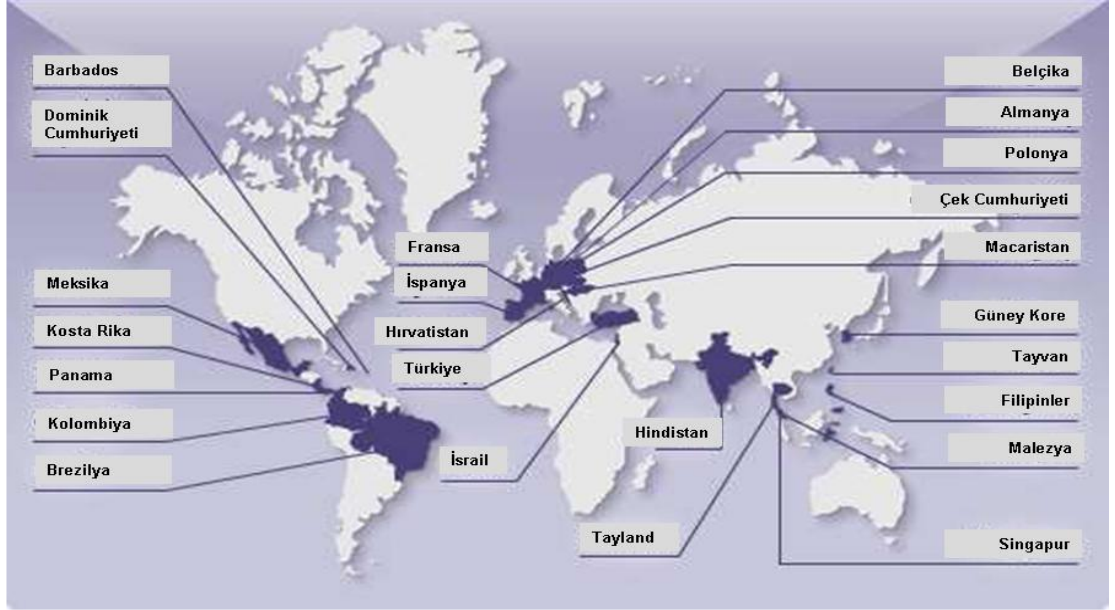 Barbados
Dominik
Cumhuriyeti
Meksika
Kosta Rika
Panama
Kolombiya
Brezilya
Fransa
İspanya
Hırvatistan
Türkiye
İsrail
Hindistan
Tayland
Belçika
Almanya
Polonya
Çek Cumhuriyeti
Macaristan
Güney Kore
Tayvan
Filipinler
Malezya
Singapur